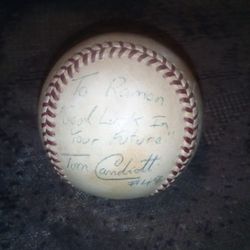 To Ramon
"Good Luck In
Your Future"
Tom Candiotti
#49